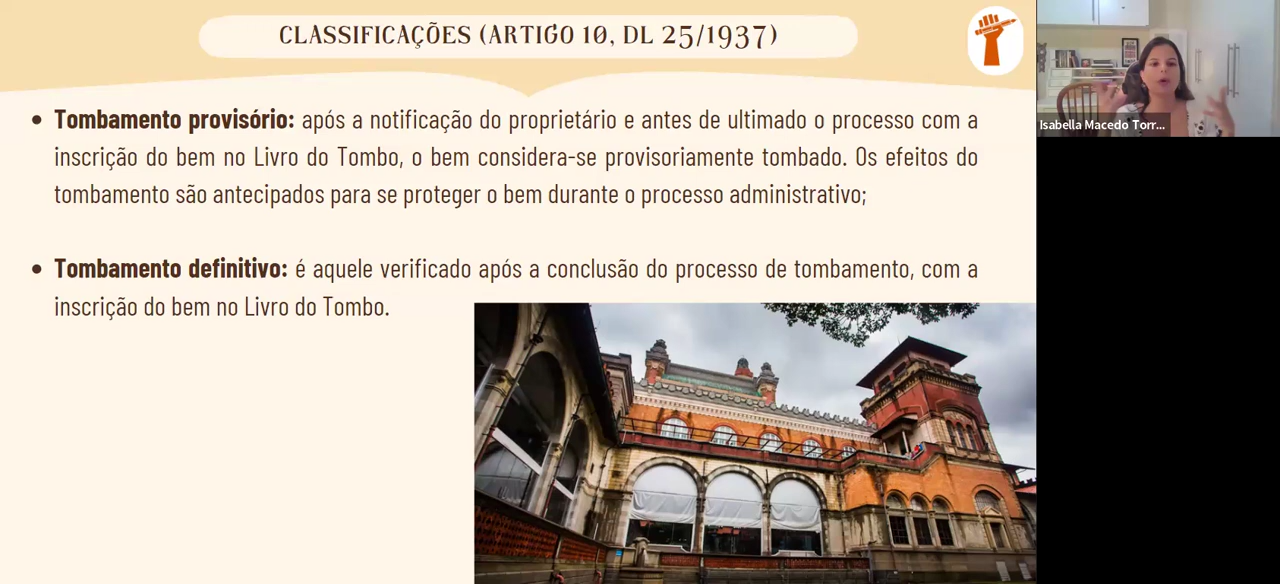 CLASSIFICAÇÕES (ARTIGO 10, DL 25/1937)
Isabella Macedo Torr...
• Tombamento provisório: após a notificação do proprietário e antes de ultimado o processo com a
inscrição do bem no Livro do Tombo, o bem considera-se provisoriamente tombado. Os efeitos do
tombamento são antecipados para se proteger o bem durante o processo administrativo;
• Tombamento definitivo: é aquele verificado após a conclusão do processo de tombamento, com a
inscrição do bem no Livro do Tombo.